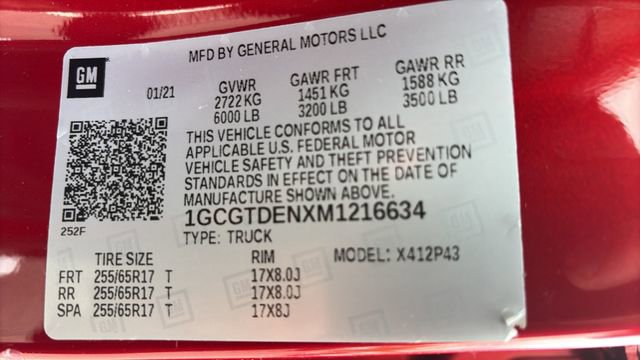 MFD BY GENERAL MOTORS LLC
GM
01/21
GVWR GAWR FRT GAWR RR
2722 KG 1451 KG 1588 KG
6000 LB 3200 LB 3500 LB
THIS VEHICLE CONFORMS TO ALL
APPLICABLE U.S. FEDERAL MOTOR
VEHICLE SAFETY AND THEFT PREVENTION
STANDARDS IN EFFECT ON THE DATE OF
MANUFACTURE SHOWN ABOVE.
252F
1GCGTDENXM1216634
TYPE: TRUCK
TIRE SIZE RIM MODEL: X412P43
FRT 255/65R17 T 17X8.0J
RR 255/65R17 T 17X8.0J
SPA 255/65R17 T 17X8J